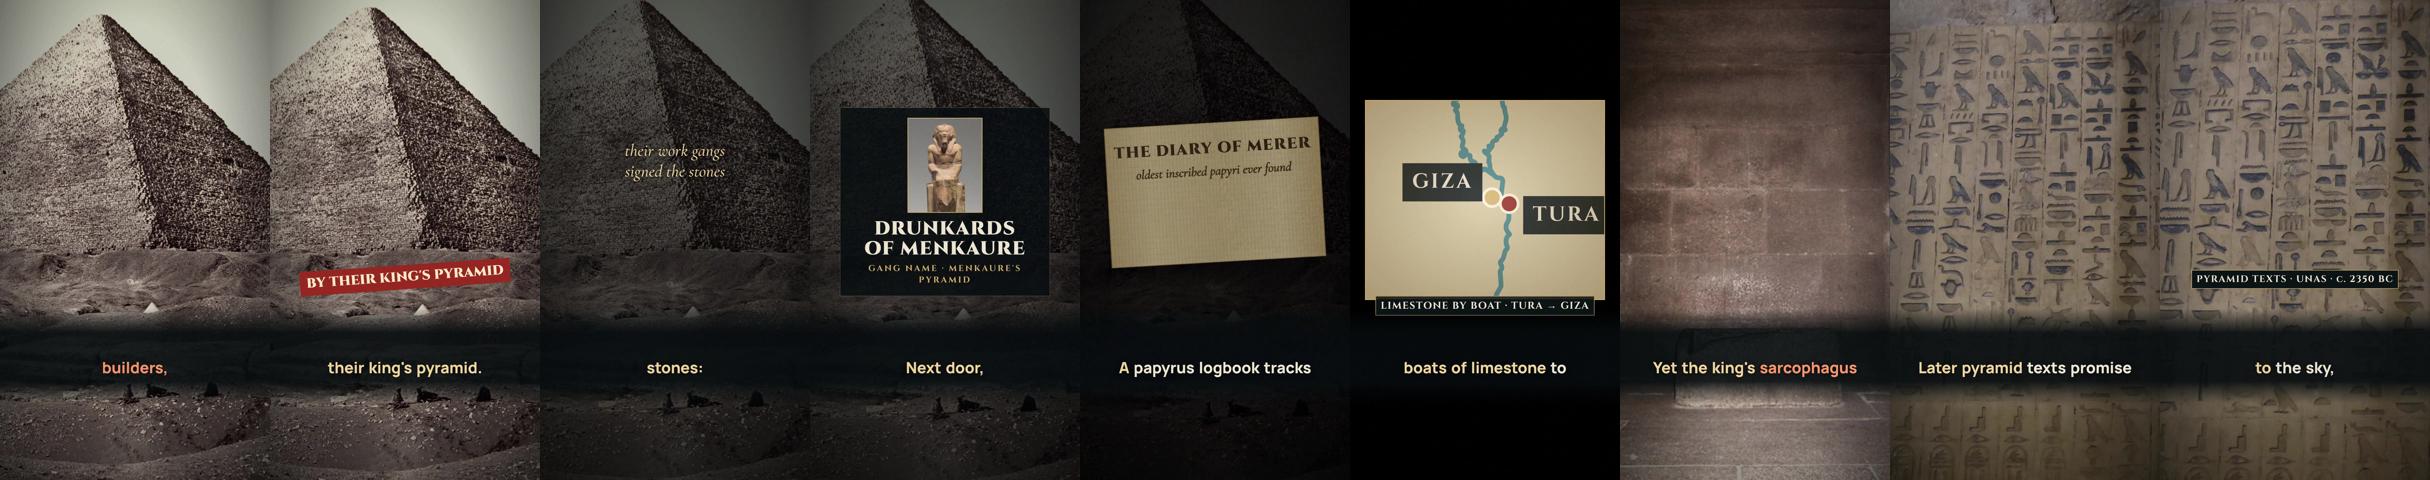 builders,
BY THEIR KING'S PYRAMID
their king's pyramid.
their work gangs
signed the stones
stones:
DRUNKARDS
OF MENKAURE
GANG NAME · MENKAURE'S
PYRAMID
Next door,
THE DIARY OF MERER
oldest inscribed papyri ever found
A papyrus logbook tracks
GIZA
TURA
LIMESTONE BY BOAT · TURA → GIZA
boats of limestone to
Yet the king's sarcophagus
Later pyramid texts promise
PYRAMID TEXTS · UNAS · C. 2350 BC
to the sky,